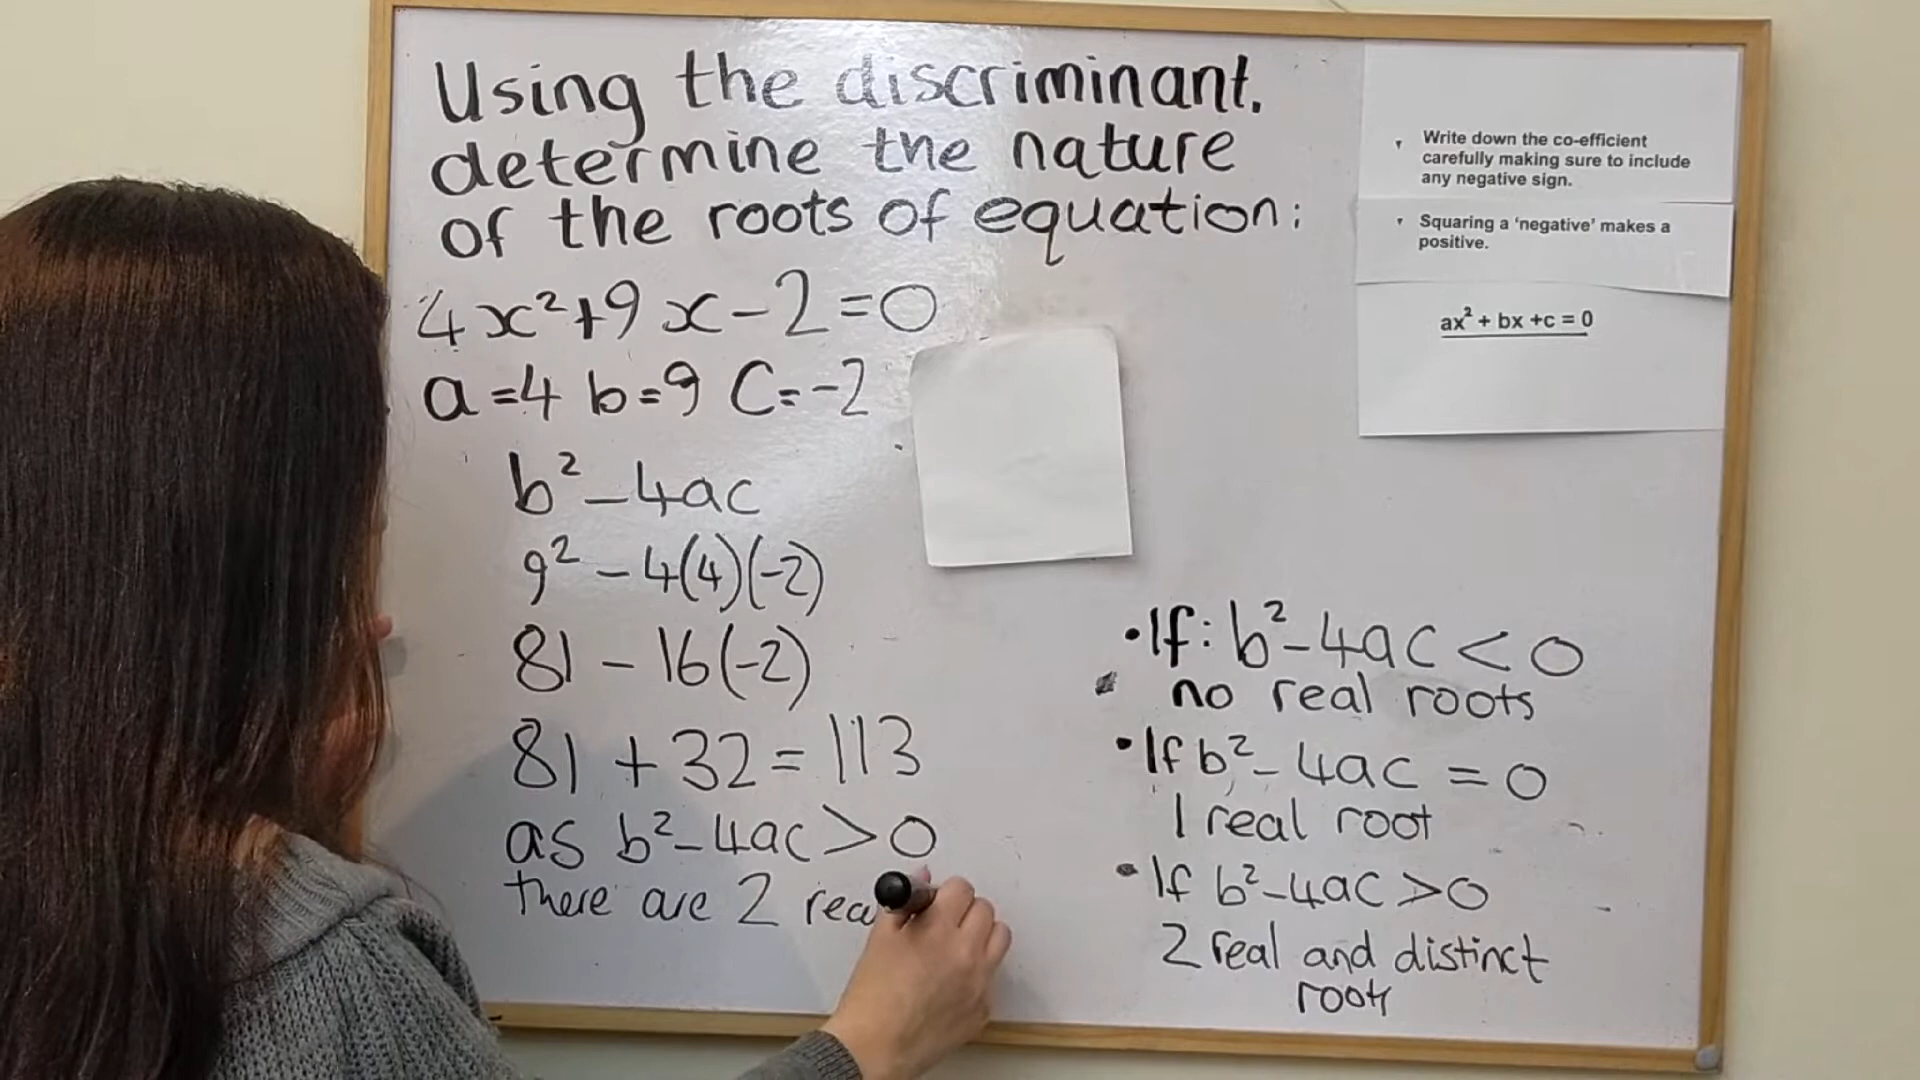 Using the discriminant.
determine the nature
of the roots of equation:
4x²+9x-2=0
a=4 b=9 C=-2
b²-4ac
9²-4(4)(-2)
81-16(-2)
81+32=113
as b²-4ac>0
there are 2 rea
Write down the co-efficient
carefully making sure to include
any negative sign.
Squaring a ‘negative’ makes a
positive.
ax² + bx +c = 0
•If: b²-4ac<0
no real roots
•If b²-4ac=0
1 real root
•If b²-4ac>0
2 real and distinct
roots